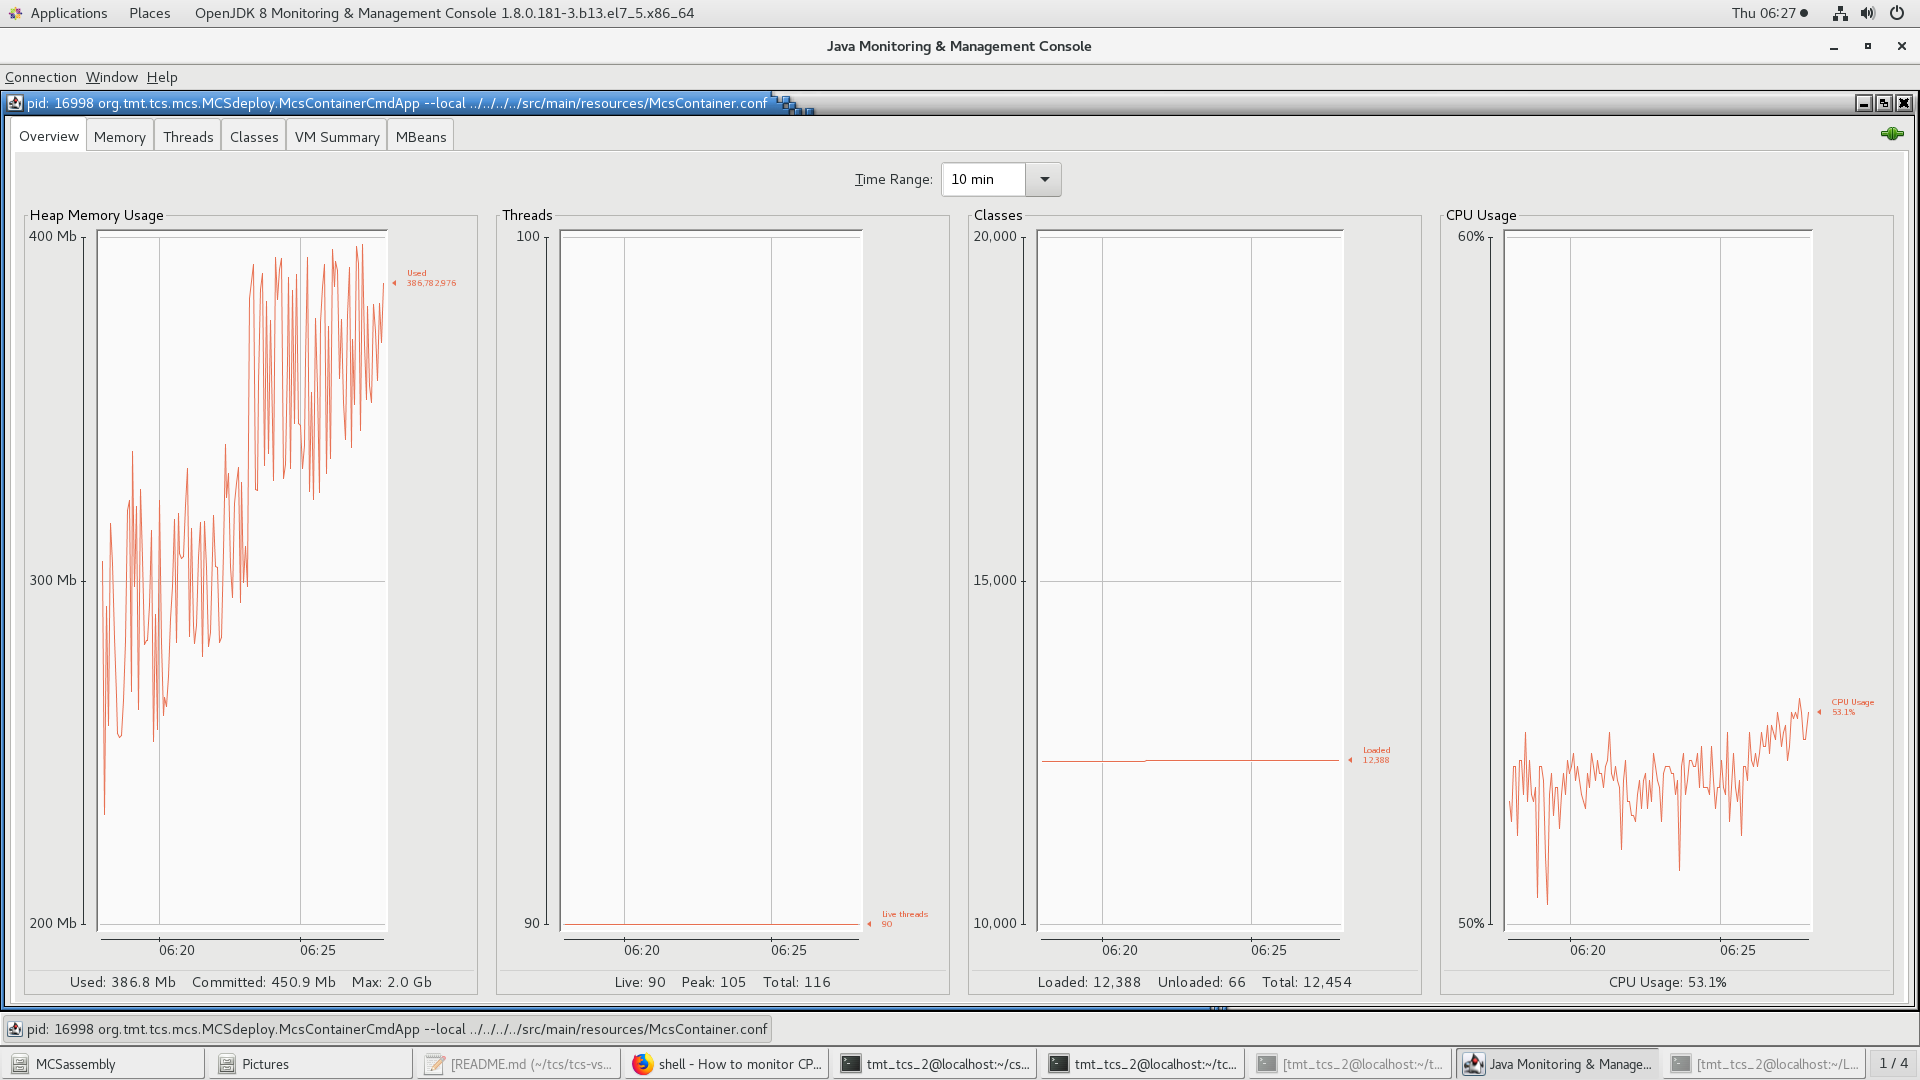 Applications Places OpenJDK 8 Monitoring & Management Console 1.8.0.181-3.b13.el7_5.x86_64 Thu 06:27
Java Monitoring & Management Console
Connection Window Help
pid: 16998 org.tmt.tcs.mcs.MCSdeploy.McsContainerCmdApp --local ../../../../src/main/resources/McsContainer.conf
Overview Memory Threads Classes VM Summary MBeans
Time Range: 10 min
Heap Memory Usage
400 Mb
300 Mb
200 Mb
Used
386,782,976
06:20 06:25
Used: 386.8 Mb Committed: 450.9 Mb Max: 2.0 Gb
Threads
100
90
Live threads
90
06:20 06:25
Live: 90 Peak: 105 Total: 116
Classes
20,000
15,000
10,000
Loaded
12,388
06:20 06:25
Loaded: 12,388 Unloaded: 66 Total: 12,454
CPU Usage
60%
50%
CPU Usage
53.1%
06:20 06:25
CPU Usage: 53.1%
pid: 16998 org.tmt.tcs.mcs.MCSdeploy.McsContainerCmdApp --local ../../../../src/main/resources/McsContainer.conf
MCSassembly Pictures [README.md (~/tcs/tcs-vs... shell - How to monitor CP... tmt_tcs_2@localhost:~/cs... tmt_tcs_2@localhost:~/tc... [tmt_tcs_2@localhost:~/t... Java Monitoring & Manage... [tmt_tcs_2@localhost:~/L... 1 / 4